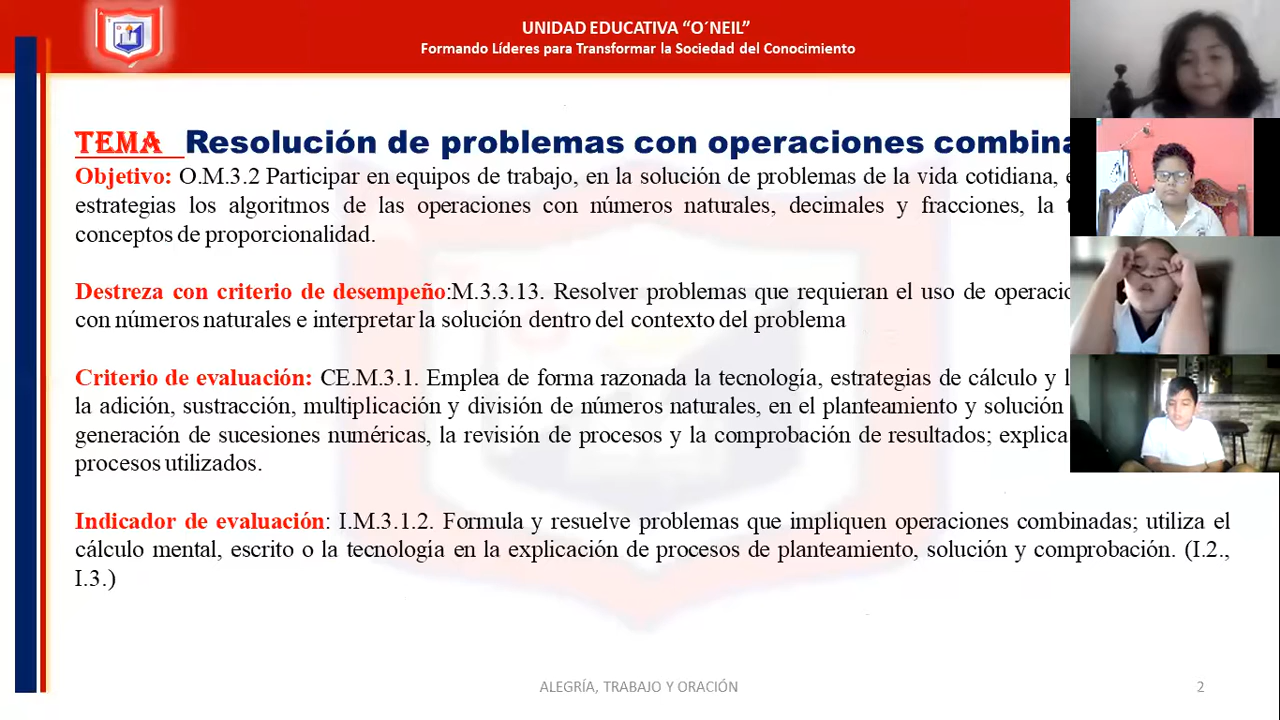 UNIDAD EDUCATIVA “O´NEIL”
Formando Líderes para Transformar la Sociedad del Conocimiento
TEMA Resolución de problemas con operaciones combina
Objetivo: O.M.3.2 Participar en equipos de trabajo, en la solución de problemas de la vida cotidiana, e
estrategias los algoritmos de las operaciones con números naturales, decimales y fracciones, la t
conceptos de proporcionalidad.
Destreza con criterio de desempeño:M.3.3.13. Resolver problemas que requieran el uso de operacio
con números naturales e interpretar la solución dentro del contexto del problema
Criterio de evaluación: CE.M.3.1. Emplea de forma razonada la tecnología, estrategias de cálculo y l
la adición, sustracción, multiplicación y división de números naturales, en el planteamiento y solución
generación de sucesiones numéricas, la revisión de procesos y la comprobación de resultados; explica
procesos utilizados.
Indicador de evaluación: I.M.3.1.2. Formula y resuelve problemas que impliquen operaciones combinadas; utiliza el
cálculo mental, escrito o la tecnología en la explicación de procesos de planteamiento, solución y comprobación. (I.2.,
I.3.)
ALEGRÍA, TRABAJO Y ORACIÓN
2